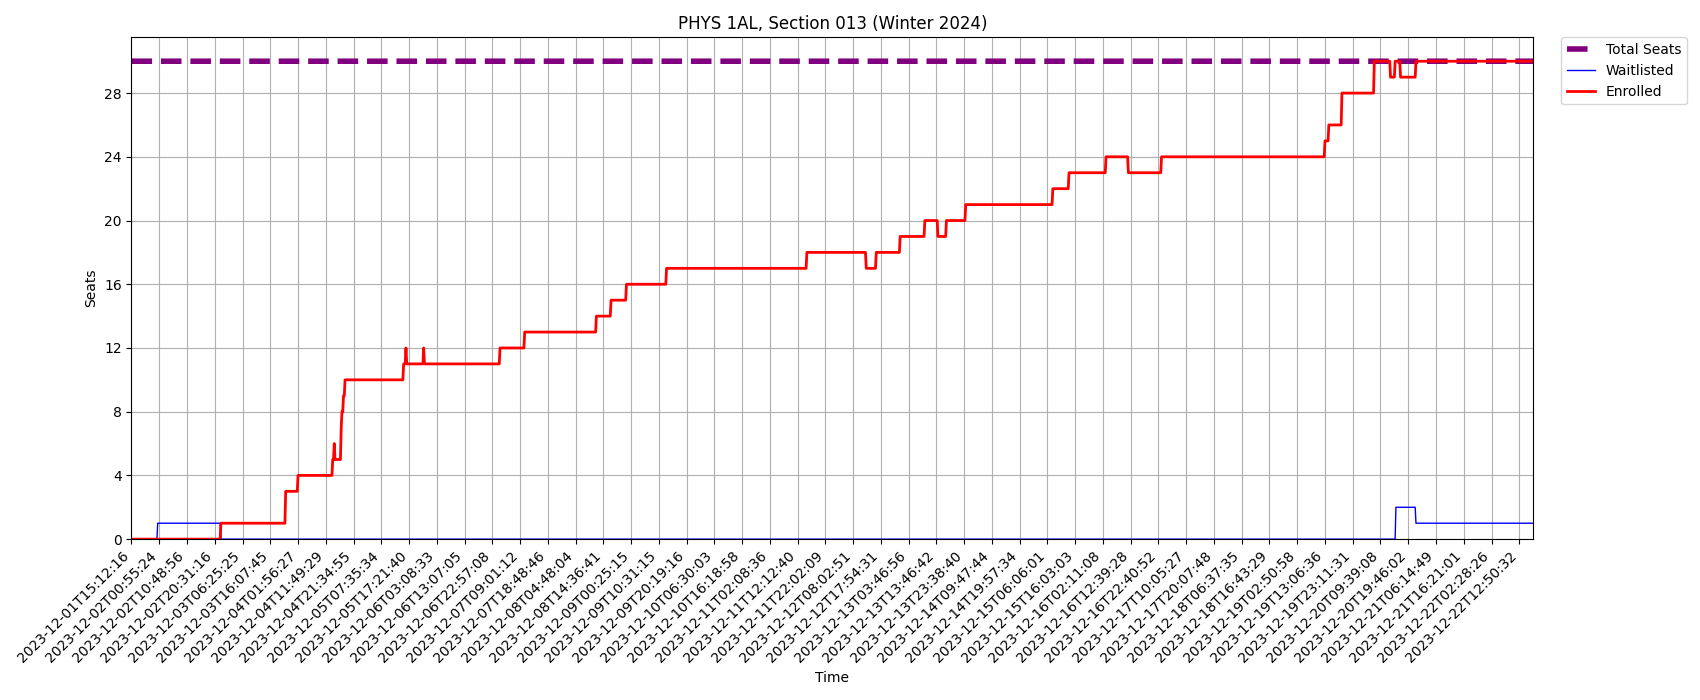 PHYS 1AL, Section 013 (Winter 2024)
Total Seats
Waitlisted
Enrolled
Seats
28
24
20
16
12
8
4
0
2023-12-01T15:12:16
2023-12-02T00:55:24
2023-12-02T10:48:56
2023-12-02T20:31:16
2023-12-03T06:25:25
2023-12-03T16:07:45
2023-12-04T01:56:27
2023-12-04T11:49:29
2023-12-04T21:34:55
2023-12-05T07:35:34
2023-12-05T17:21:40
2023-12-06T03:08:33
2023-12-06T13:07:05
2023-12-06T22:57:08
2023-12-07T09:01:12
2023-12-07T18:48:46
2023-12-08T04:48:04
2023-12-08T14:36:41
2023-12-09T00:25:15
2023-12-09T10:31:15
2023-12-09T20:19:16
2023-12-10T06:30:03
2023-12-10T16:18:58
2023-12-11T02:08:36
2023-12-11T12:12:40
2023-12-11T22:02:09
2023-12-12T08:02:51
2023-12-12T17:54:31
2023-12-13T03:46:56
2023-12-13T13:46:42
2023-12-13T23:38:40
2023-12-14T09:47:44
2023-12-14T19:57:34
2023-12-15T06:06:01
2023-12-15T16:03:03
2023-12-16T02:11:08
2023-12-16T12:39:28
2023-12-16T22:40:52
2023-12-17T10:05:27
2023-12-17T20:07:48
2023-12-18T06:37:35
2023-12-18T16:43:29
2023-12-19T02:50:58
2023-12-19T13:06:36
2023-12-19T23:11:31
2023-12-20T09:39:08
2023-12-20T19:46:02
2023-12-21T06:14:49
2023-12-21T16:21:01
2023-12-22T02:28:26
2023-12-22T12:50:32
Time